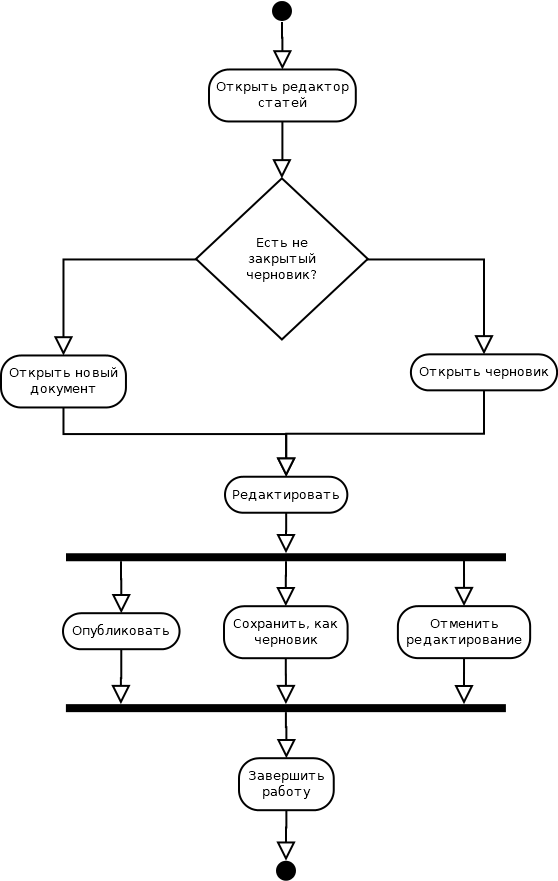 Открыть редактор
статей
Есть не
закрытый
черновик?
Открыть новый
документ
Открыть черновик
Редактировать
Опубликовать
Сохранить, как
черновик
Отменить
редактирование
Завершить
работу